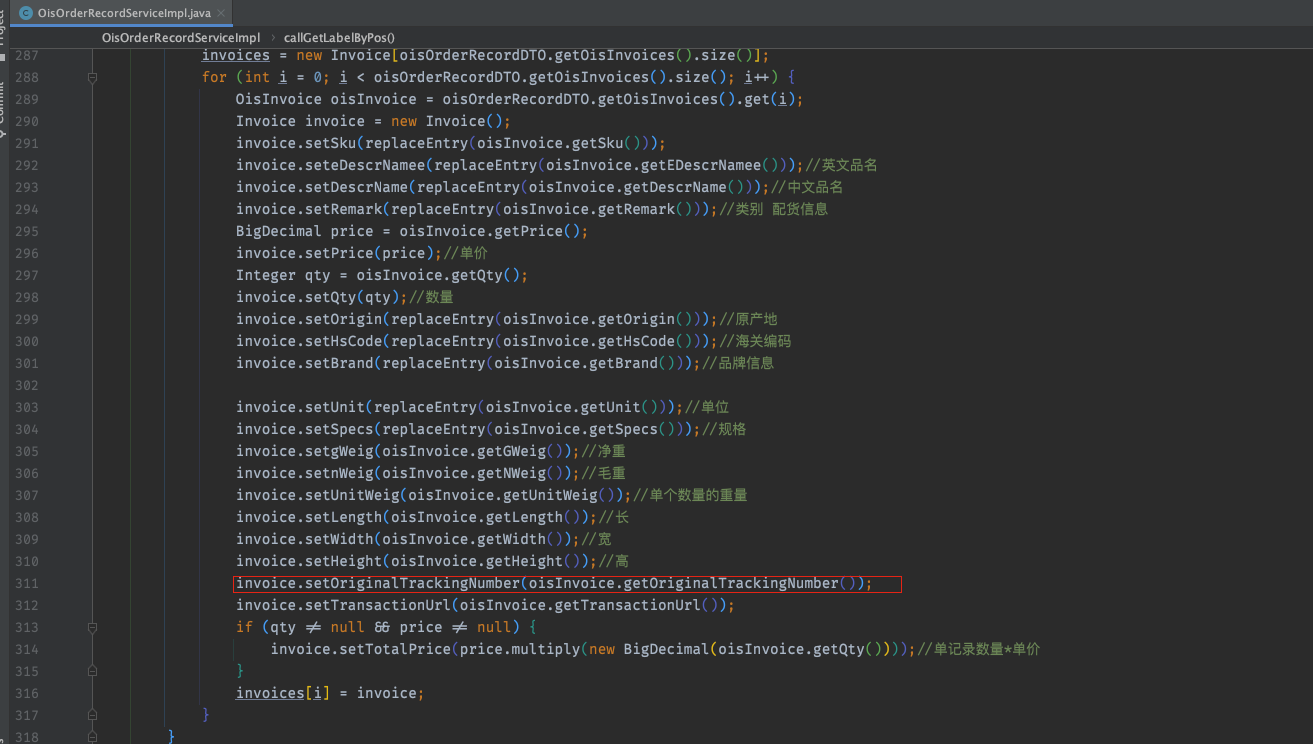 OisOrderRecordServiceImpl.java
OisOrderRecordServiceImpl > callGetLabelByPos()
287 invoices = new Invoice[oisOrderRecordDTO.getOisInvoices().size()];
288 for (int i = 0; i < oisOrderRecordDTO.getOisInvoices().size(); i++) {
289 OisInvoice oisInvoice = oisOrderRecordDTO.getOisInvoices().get(i);
290 Invoice invoice = new Invoice();
291 invoice.setSku(replaceEntry(oisInvoice.getSku()));
292 invoice.seteDescrNamee(replaceEntry(oisInvoice.getEDescrNamee()));//英文品名
293 invoice.setDescrName(replaceEntry(oisInvoice.getDescrName()));//中文品名
294 invoice.setRemark(replaceEntry(oisInvoice.getRemark()));//类别 配货信息
295 BigDecimal price = oisInvoice.getPrice();
296 invoice.setPrice(price);//单价
297 Integer qty = oisInvoice.getQty();
298 invoice.setQty(qty);//数量
299 invoice.setOrigin(replaceEntry(oisInvoice.getOrigin()));//原产地
300 invoice.setHsCode(replaceEntry(oisInvoice.getHsCode()));//海关编码
301 invoice.setBrand(replaceEntry(oisInvoice.getBrand()));//品牌信息
302
303 invoice.setUnit(replaceEntry(oisInvoice.getUnit()));//单位
304 invoice.setSpecs(replaceEntry(oisInvoice.getSpecs()));//规格
305 invoice.setgWeig(oisInvoice.getGWeig());//净重
306 invoice.setnWeig(oisInvoice.getNWeig());//毛重
307 invoice.setUnitWeig(oisInvoice.getUnitWeig());//单个数量的重量
308 invoice.setLength(oisInvoice.getLength());//长
309 invoice.setWidth(oisInvoice.getWidth());//宽
310 invoice.setHeight(oisInvoice.getHeight());//高
311 invoice.setOriginalTrackingNumber(oisInvoice.getOriginalTrackingNumber());
312 invoice.setTransactionUrl(oisInvoice.getTransactionUrl());
313 if (qty ≠ null && price ≠ null) {
314 invoice.setTotalPrice(price.multiply(new BigDecimal(oisInvoice.getQty())));//单记录数量*单价
315 }
316 invoices[i] = invoice;
317 }
318 }